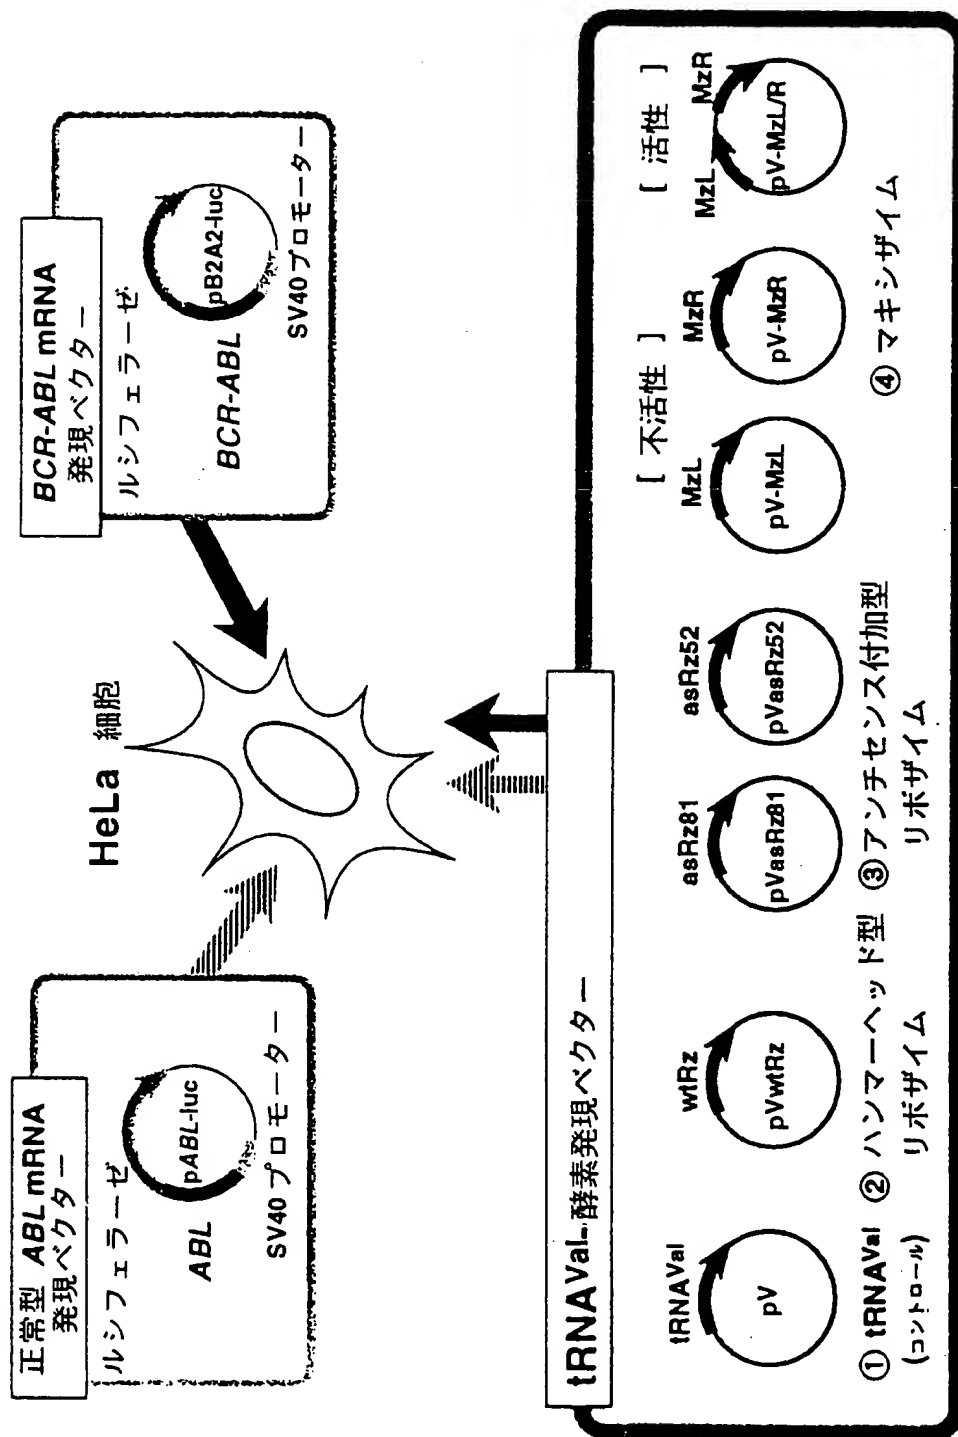 正常型 ABL mRNA
発現ベクター
ルシフェラーゼ
pABL-luc
ABL
SV40プロモーター
HeLa 細胞
BCR-ABL mRNA
発現ベクター
ルシフェラーゼ
pB2A2-luc
BCR-ABL
SV40プロモーター
tRNAVal-酵素発現ベクター
[ 不活性 ]
[ 活性 ]
tRNAVal
pV
wtRz
pVwtRz
asRz81
pVasRz81
asRz52
pVasRz52
MzL
pV-MzL
MzR
pV-MzR
MzL
MzR
pV-MzL/R
① tRNAVal
(コントロール)
② ハンマーヘッド型
リボザイム
③アンチセンス付加型
リボザイム
④ マキシザイム